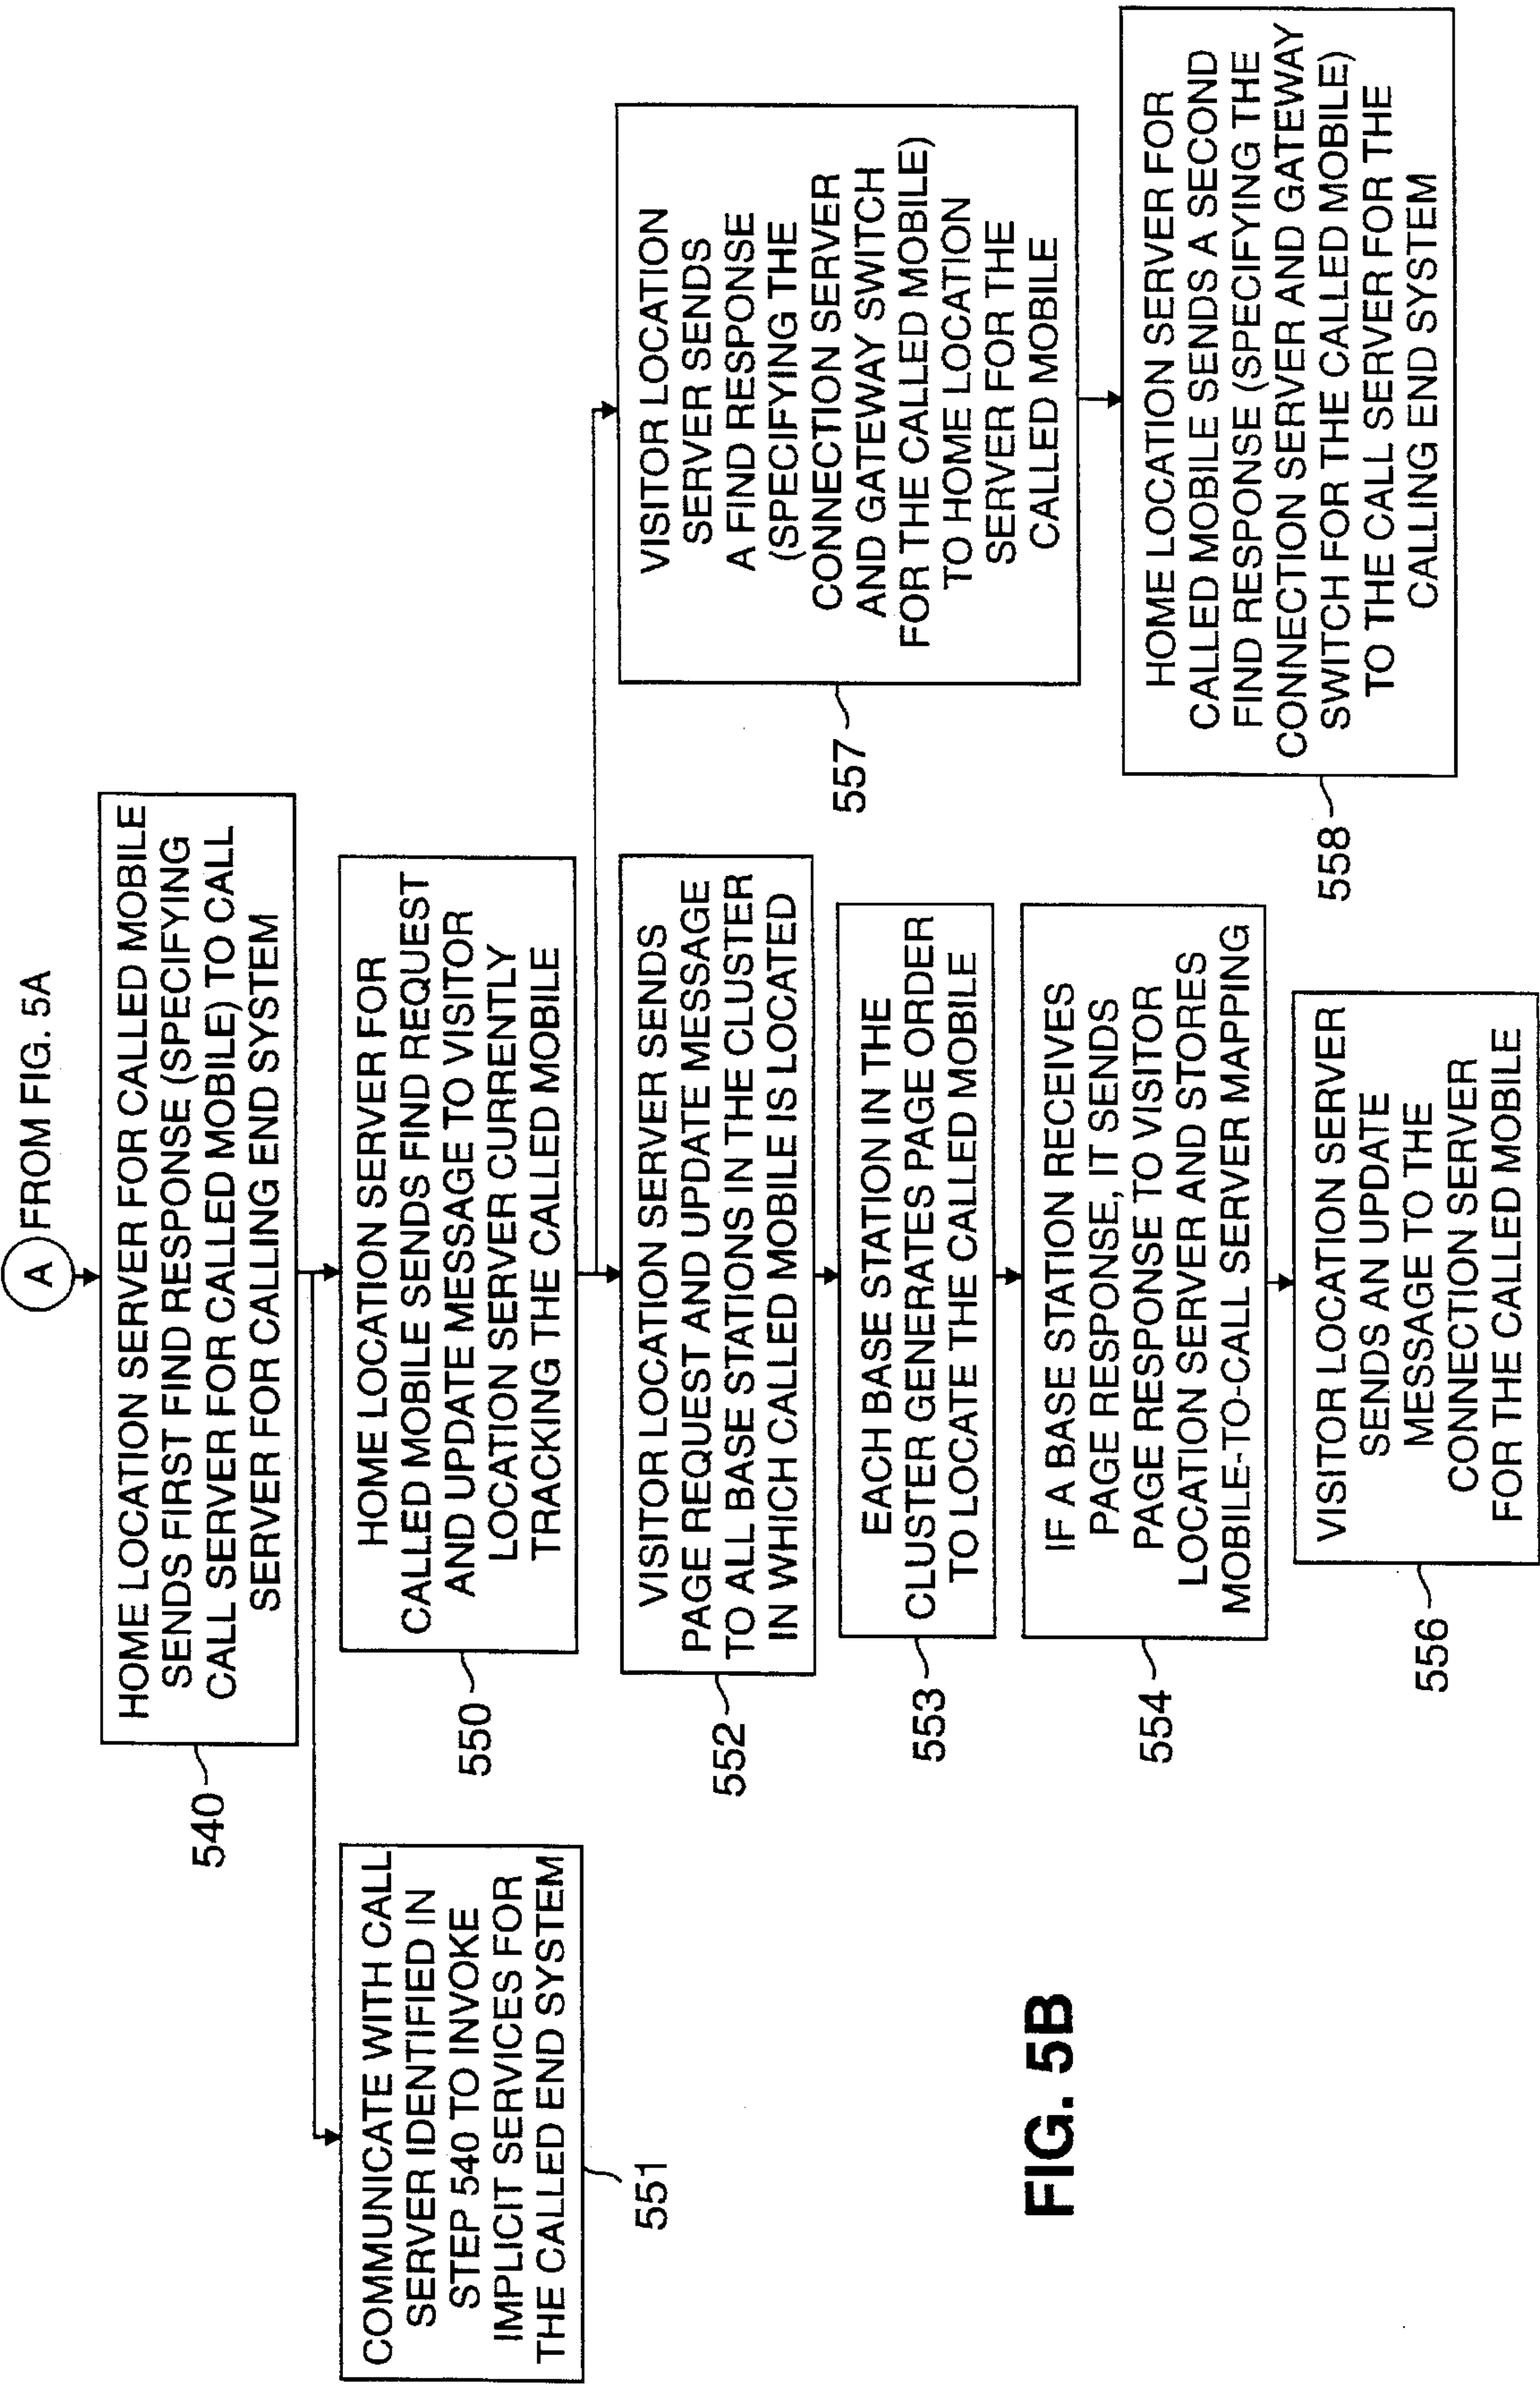 A FROM FIG. 5A
HOME LOCATION SERVER FOR CALLED MOBILE
SENDS FIRST FIND RESPONSE (SPECIFYING
CALL SERVER FOR CALLED MOBILE) TO CALL
SERVER FOR CALLING END SYSTEM
540
COMMUNICATE WITH CALL
SERVER IDENTIFIED IN
STEP 540 TO INVOKE
IMPLICIT SERVICES FOR
THE CALLED END SYSTEM
551
HOME LOCATION SERVER FOR
CALLED MOBILE SENDS FIND REQUEST
AND UPDATE MESSAGE TO VISITOR
LOCATION SERVER CURRENTLY
TRACKING THE CALLED MOBILE
550
VISITOR LOCATION SERVER SENDS
PAGE REQUEST AND UPDATE MESSAGE
TO ALL BASE STATIONS IN THE CLUSTER
IN WHICH CALLED MOBILE IS LOCATED
552
EACH BASE STATION IN THE
CLUSTER GENERATES PAGE ORDER
TO LOCATE THE CALLED MOBILE
553
IF A BASE STATION RECEIVES
PAGE RESPONSE, IT SENDS
PAGE RESPONSE TO VISITOR
LOCATION SERVER AND STORES
MOBILE-TO-CALL SERVER MAPPING
554
VISITOR LOCATION SERVER
SENDS AN UPDATE
MESSAGE TO THE
CONNECTION SERVER
FOR THE CALLED MOBILE
556
VISITOR LOCATION
SERVER SENDS
A FIND RESPONSE
(SPECIFYING THE
CONNECTION SERVER
AND GATEWAY SWITCH
FOR THE CALLED MOBILE)
TO HOME LOCATION
SERVER FOR THE
CALLED MOBILE
557
HOME LOCATION SERVER FOR
CALLED MOBILE SENDS A SECOND
FIND RESPONSE (SPECIFYING THE
CONNECTION SERVER AND GATEWAY
SWITCH FOR THE CALLED MOBILE)
TO THE CALL SERVER FOR THE
CALLING END SYSTEM
558
FIG. 5B